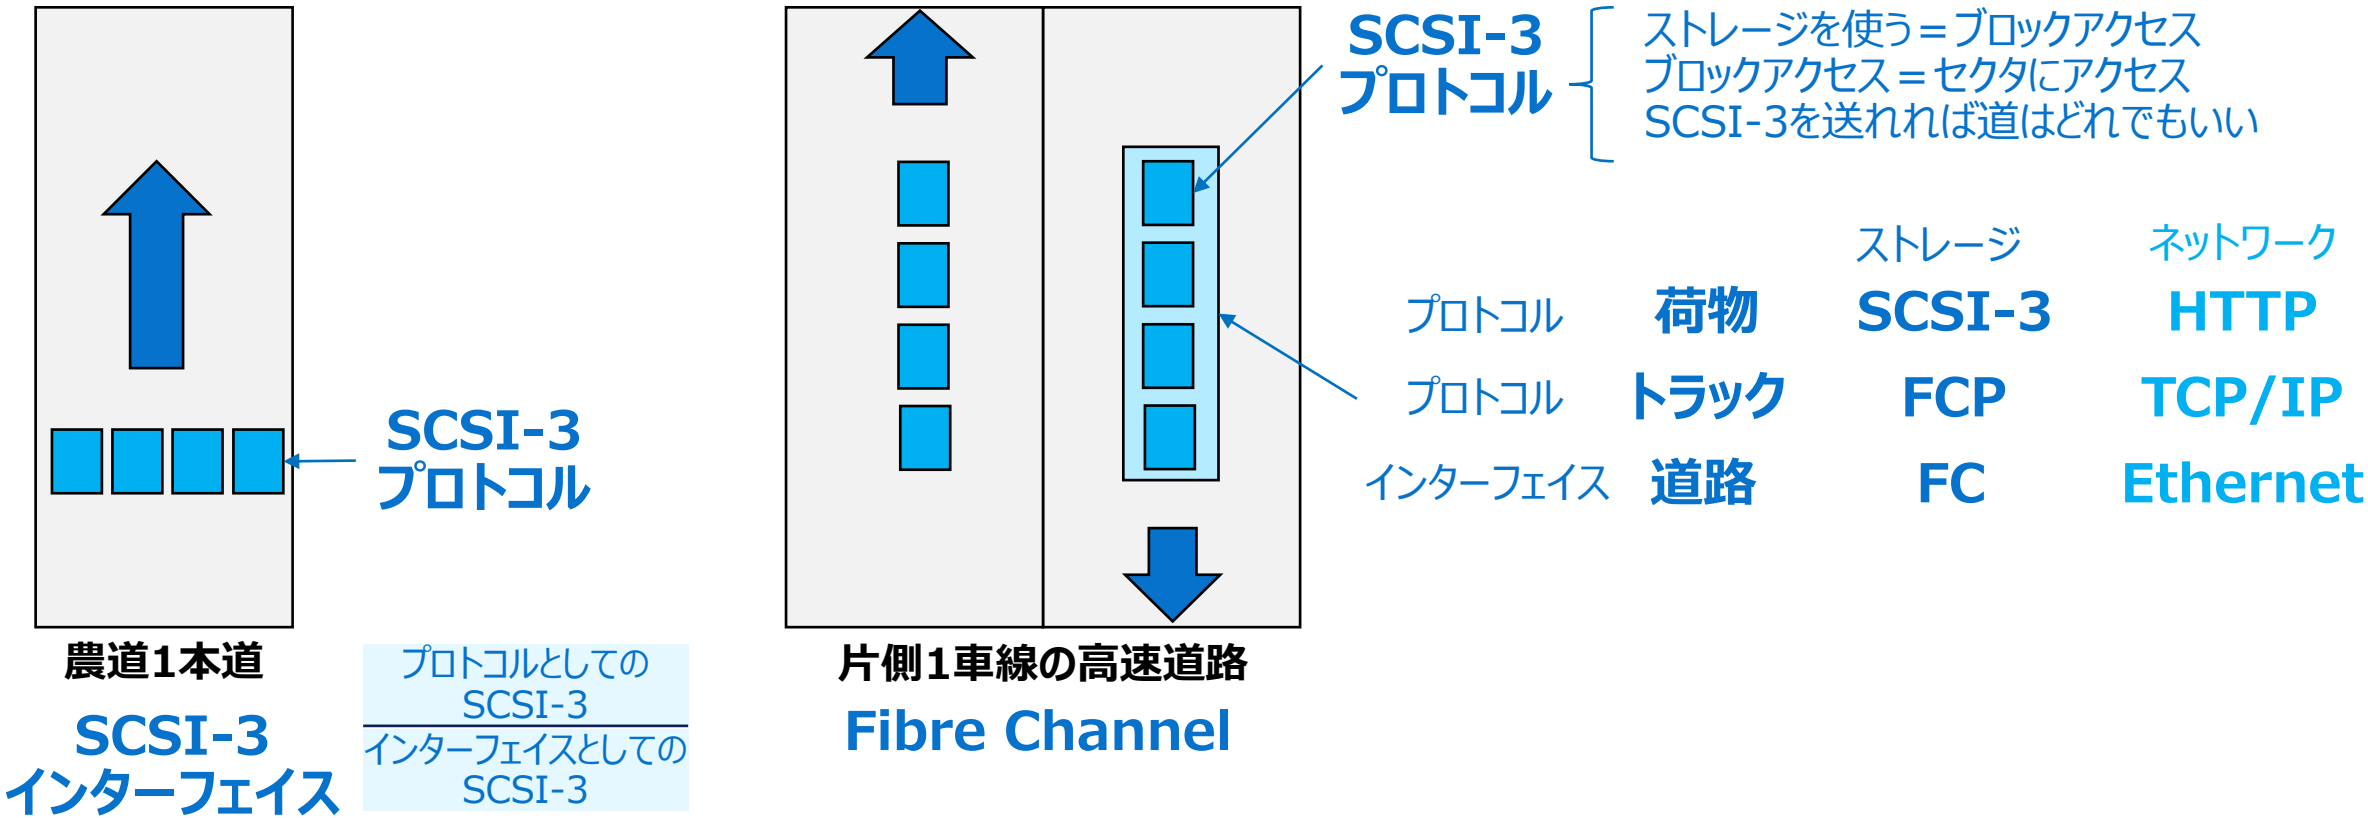 SCSI-3
プロトコル
農道1本道
SCSI-3
インターフェイス
プロトコルとしての
SCSI-3
インターフェイスとしての
SCSI-3
片側1車線の高速道路
Fibre Channel
SCSI-3
プロトコル
ストレージを使う=ブロックアクセス
ブロックアクセス=セクタにアクセス
SCSI-3を送れれば道はどれでもいい
ストレージ ネットワーク
プロトコル 荷物 SCSI-3 HTTP
プロトコル トラック FCP TCP/IP
インターフェイス 道路 FC Ethernet